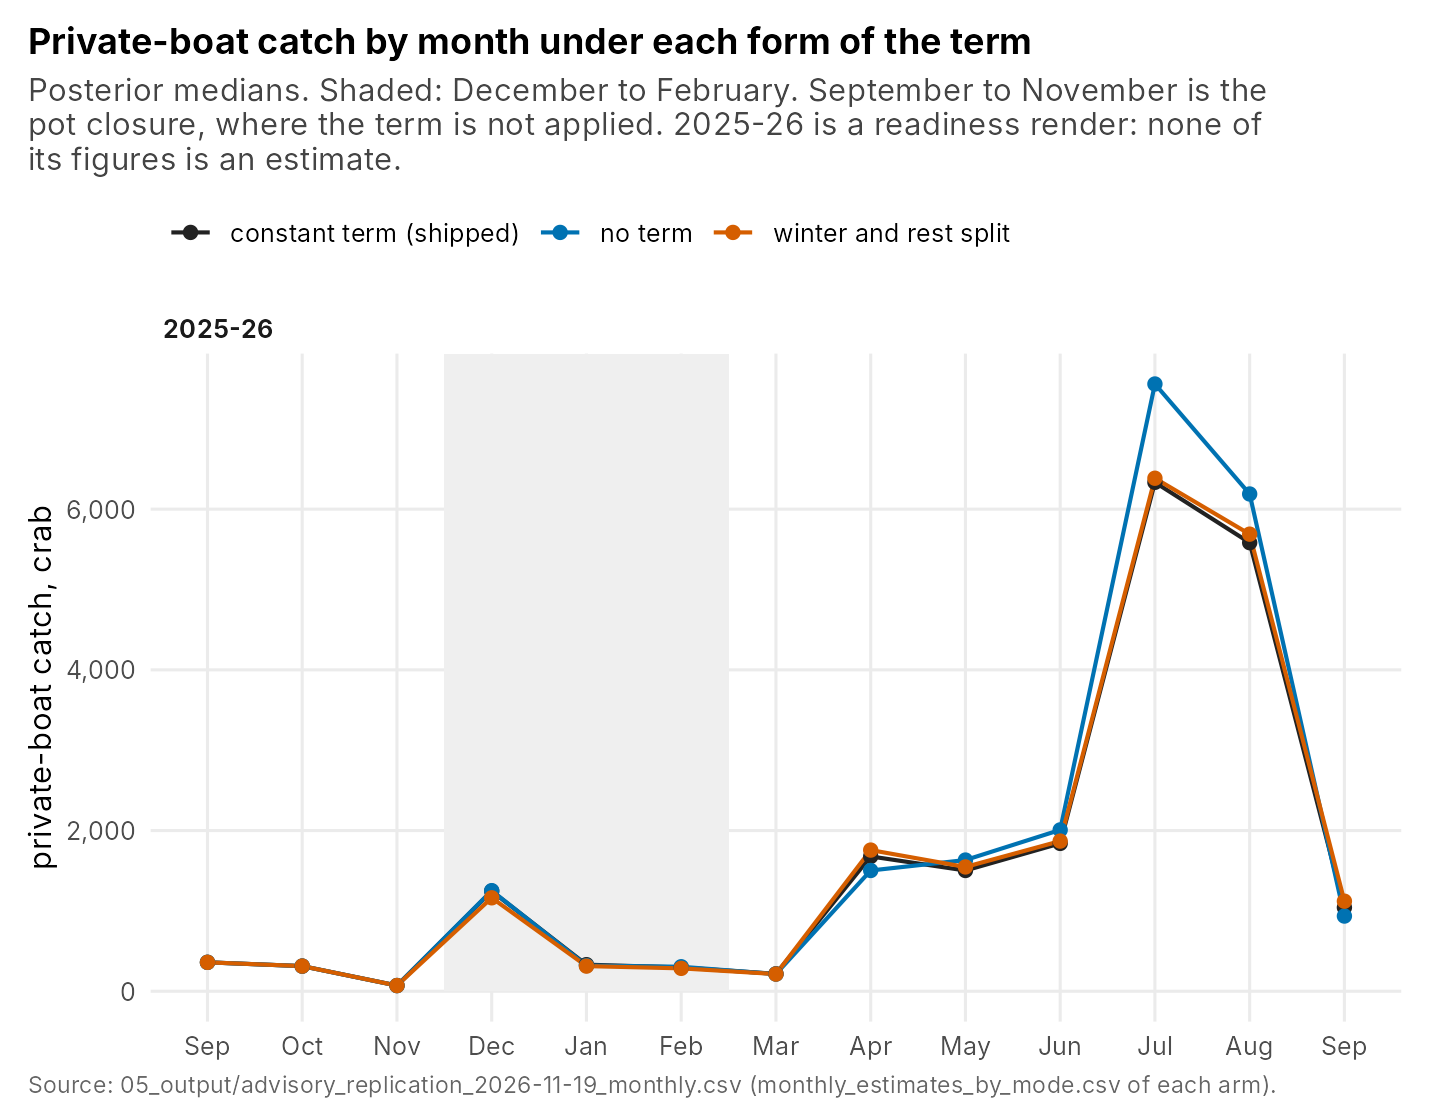 Private-boat catch by month under each form of the term
Posterior medians. Shaded: December to February. September to November is the
pot closure, where the term is not applied. 2025-26 is a readiness render: none of
its figures is an estimate.
constant term (shipped) no term winter and rest split
2025-26
private-boat catch, crab
6,000
4,000
2,000
0
Sep Oct Nov Dec Jan Feb Mar Apr May Jun Jul Aug Sep
Source: 05_output/advisory_replication_2026-11-19_monthly.csv (monthly_estimates_by_mode.csv of each arm).